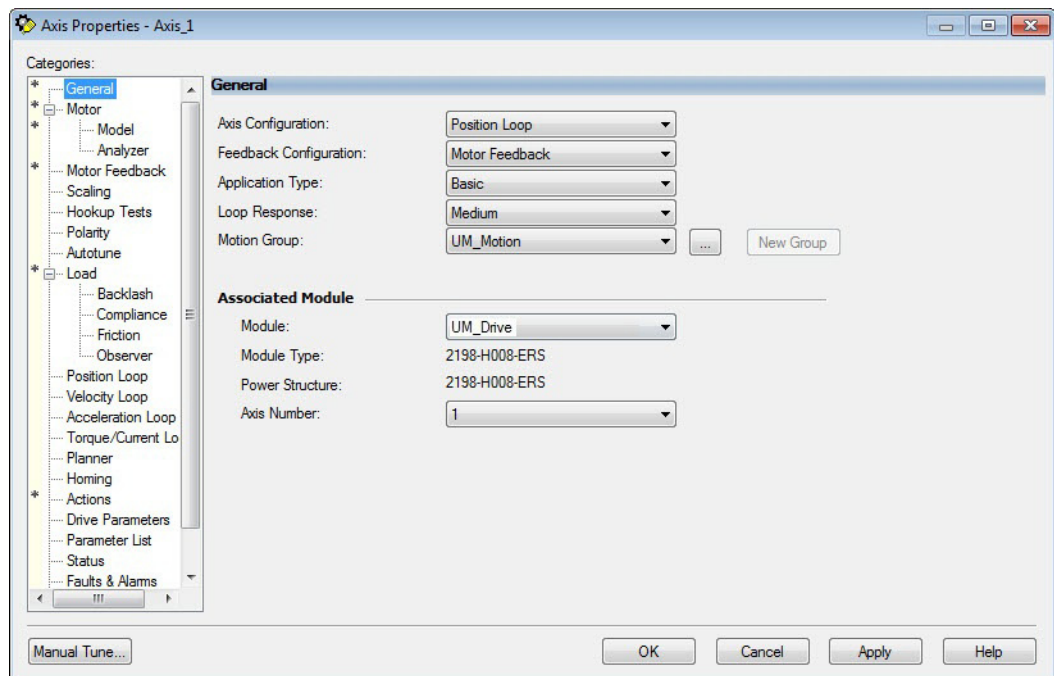 Axis Properties - Axis_1
Categories:
General
Motor
Model
Analyzer
Motor Feedback
Scaling
Hookup Tests
Polarity
Autotune
Load
Backlash
Compliance
Friction
Observer
Position Loop
Velocity Loop
Acceleration Loop
Torque/Current Lo
Planner
Homing
Actions
Drive Parameters
Parameter List
Status
Faults & Alarms
General
Axis Configuration: Position Loop
Feedback Configuration: Motor Feedback
Application Type: Basic
Loop Response: Medium
Motion Group: UM_Motion ... New Group
Associated Module
Module: UM_Drive
Module Type: 2198-H008-ERS
Power Structure: 2198-H008-ERS
Axis Number: 1
Manual Tune... OK Cancel Apply Help